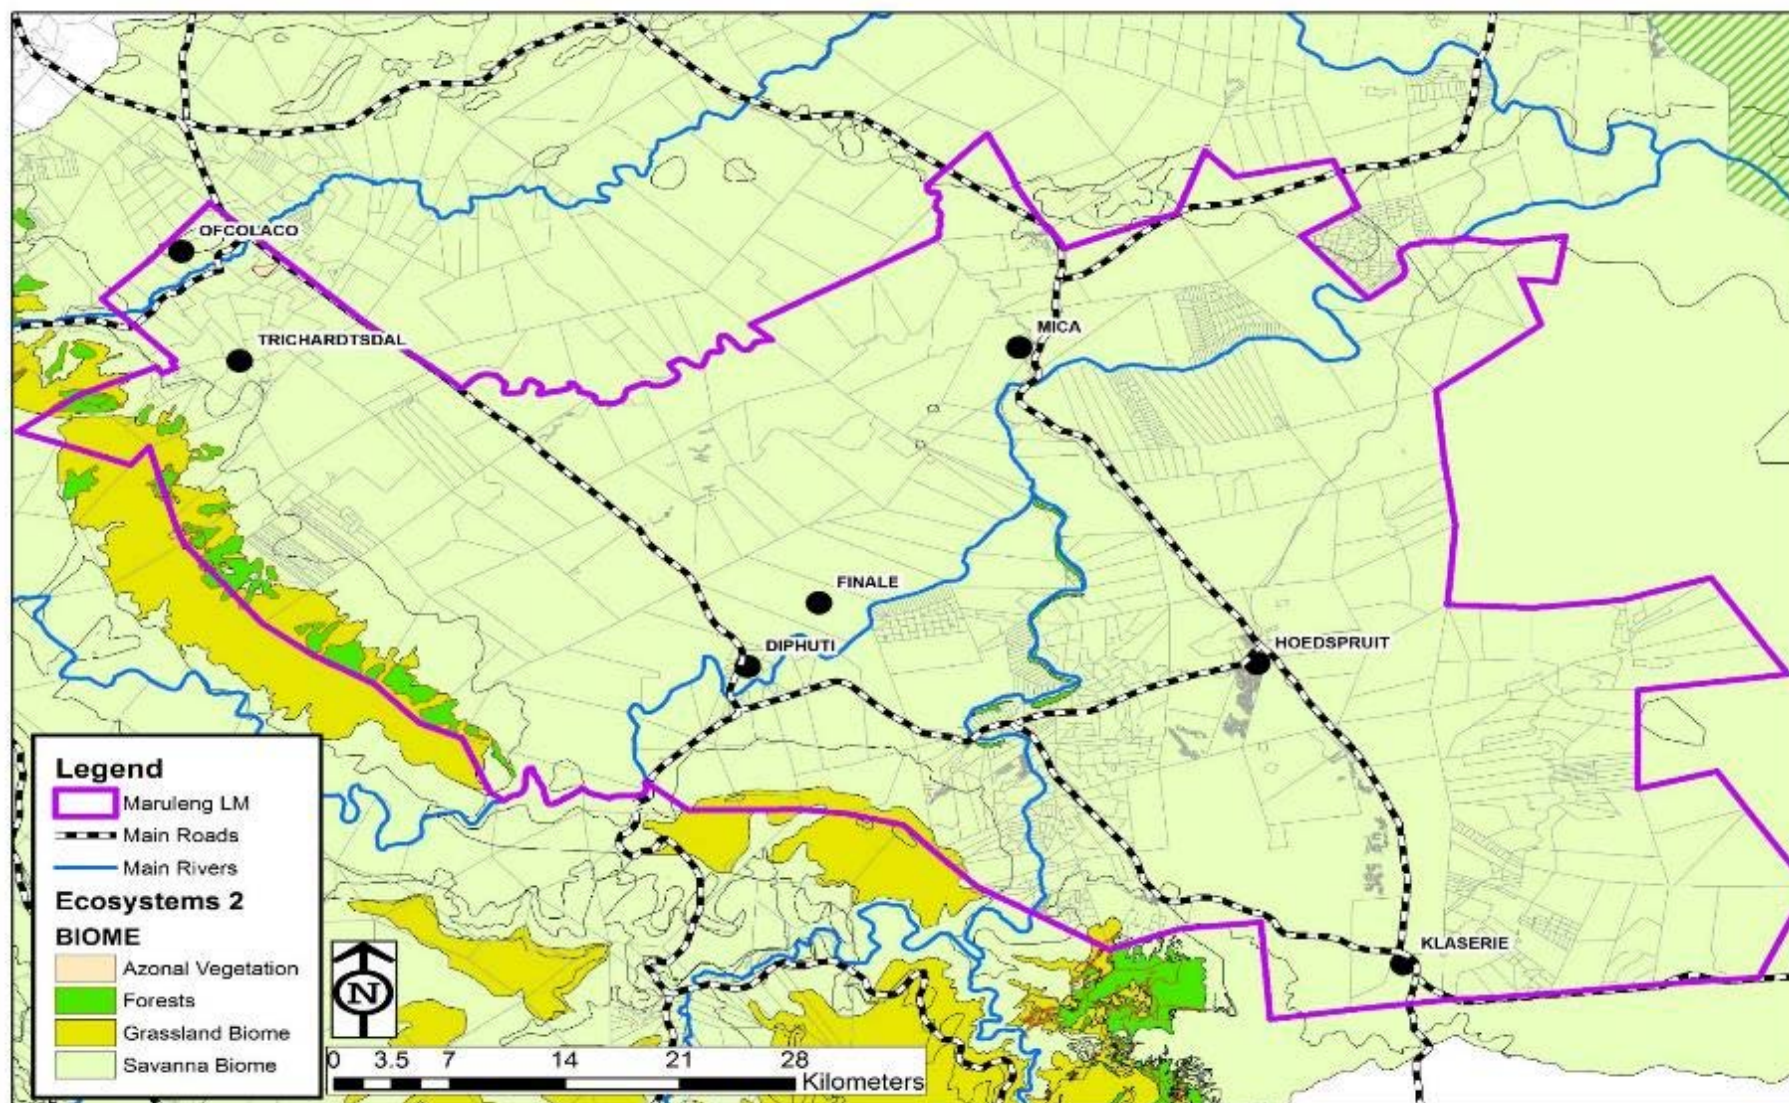 OFCOLACO
TRICHARDTSDAL
MICA
FINALE
DIPHUTI
HOEDSPRUIT
KLASERIE
Legend
Maruleng LM
Main Roads
Main Rivers
Ecosystems 2
BIOME
Azonal Vegetation
Forests
Grassland Biome
Savanna Biome
N
0 3.5 7 14 21 28
Kilometers